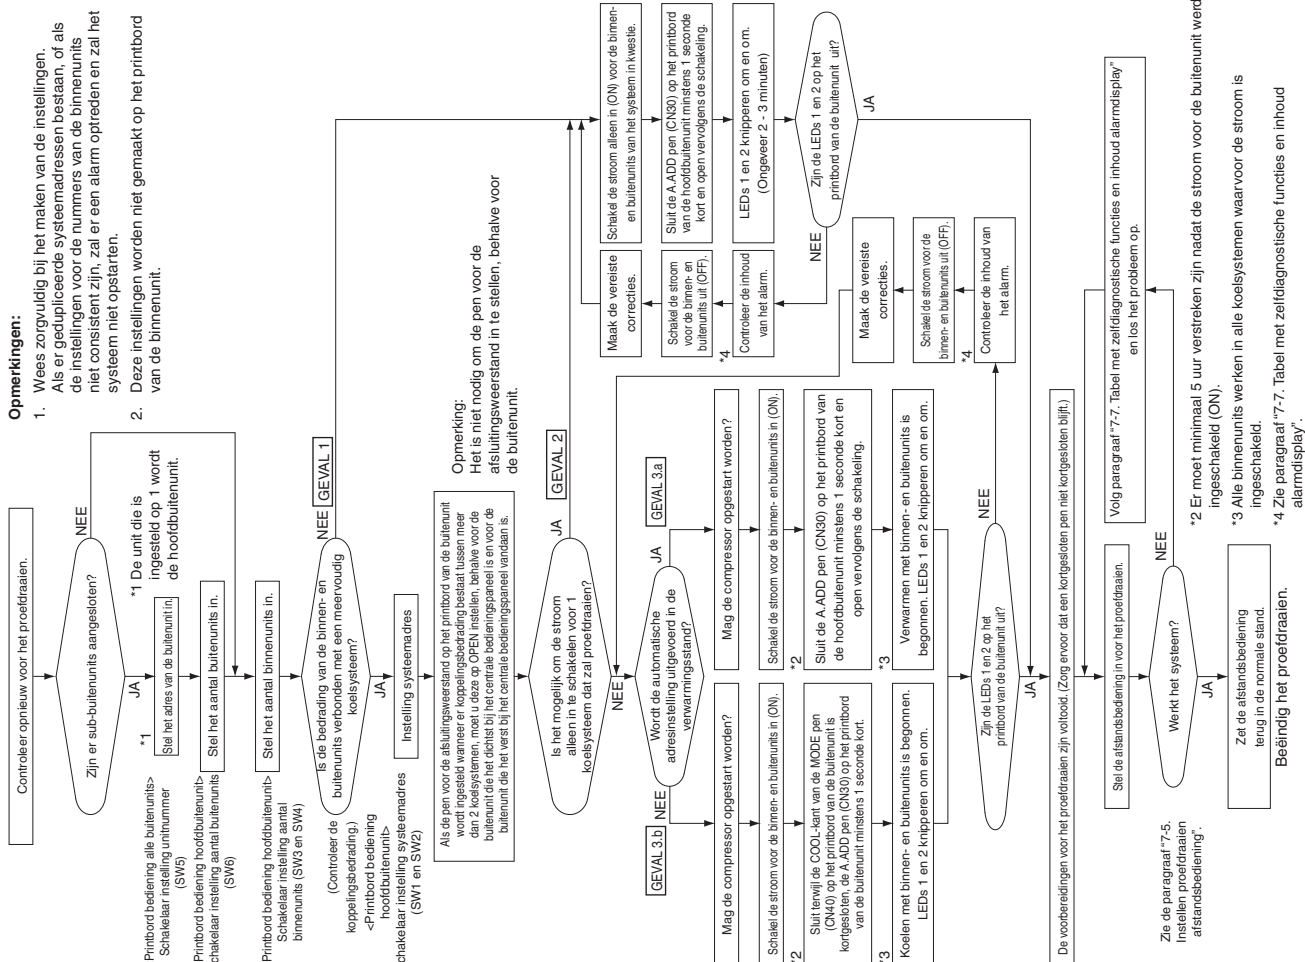 Controleer opnieuw voor het proefdraaien.
Zijn er sub-buitenunits aangesloten?
NEE
JA
Opmerkingen:
1. Wees zorgvuldig bij het maken van de instellingen.
Als er gedupliceerde systeemadressen bestaan, of als
de instellingen voor de nummers van de binnenunits
niet consistent zijn, zal er een alarm optreden en zal het
systeem niet opstarten.
2. Deze instellingen worden niet gemaakt op het printbord
van de binnenunit.
*1 De unit die is
ingesteld op 1 wordt
de hoofdbuitenunit.
Printbord bediening alle buitenunits>
Schakelaar instelling unitnummer
(SW5)
*1
Stel het adres van de buitenunit in.
Printbord bediening hoofdbuitenunit>
chakelaar instelling aantal buitenunits
(SW6)
Stel het aantal buitenunits in.
Printbord bediening hoofdbuitenunit>
Schakelaar instelling aantal
binnenunits (SW3 en SW4)
Stel het aantal binnenunits in.
(Controleer de
koppelingsbedrading.)
<Printbord bediening
hoofdbuitenunit>
chakelaar instelling systeemadres
(SW1 en SW2)
Is de bedrading van de binnen- en
buitenunits verbonden met een meervoudig
koelsysteem?
NEE
GEVAL 1
JA
Instelling systeemadres
Als de pen voor de afsluitingsweerstand op het printbord van de buitenunit
wordt ingesteld wanneer er koppelingsbedrading bestaat tussen meer
dan 2 koelsystemen, moet u deze op OPEN instellen, behalve voor de
buitenunit die het dichtst bij het centrale bedieningspaneel is en voor de
buitenunit die het verst bij het centrale bedieningspaneel vandaan is.
Opmerking:
Het is niet nodig om de pen voor de
afsluitingsweerstand in te stellen, behalve voor
de buitenunit.
Is het mogelijk om de stroom
alleen in te schakelen voor 1
koelsysteem dat zal proefdraaien?
JA
GEVAL 2
NEE
Wordt de automatische
adresinstelling uitgevoerd in de
verwarmingsstand?
JA
GEVAL 3.a
NEE
GEVAL 3.b
Mag de compressor opgestart worden?
Schakel de stroom voor de binnen- en buitenunits in (ON).
*2
Sluit terwijl de COOL-kant van de MODE pen
(CN40) op het printbord van de buitenunit is
kortgesloten, de A.ADD pen (CN30) op het printbord
van de buitenunit minstens 1 seconde kort.
*3
Koelen met binnen- en buitenunits is begonnen.
LEDs 1 en 2 knipperen om en om.
Mag de compressor opgestart worden?
Schakel de stroom voor de binnen- en buitenunits in (ON).
*2
Sluit de A.ADD pen (CN30) op het printbord van
de hoofdbuitenunit minstens 1 seconde kort en
open vervolgens de schakeling.
*3
Verwarmen met binnen- en buitenunits is
begonnen. LEDs 1 en 2 knipperen om en om.
Schakel de stroom alleen in (ON) voor de binnen-
en buitenunits van het systeem in kwestie.
Sluit de A.ADD pen (CN30) op het printbord
van de hoofdbuitenunit minstens 1 seconde
kort en open vervolgens de schakeling.
LEDs 1 en 2 knipperen om en om.
(Ongeveer 2 - 3 minuten)
Zijn de LEDs 1 en 2 op het
printbord van de buitenunit uit?
JA
NEE
Maak de vereiste
correcties.
Schakel de stroom
voor de binnen- en
buitenunits uit (OFF).
*4
Controleer de inhoud
van het alarm.
Maak de vereiste
correcties.
Schakel de stroom voor de
binnen- en buitenunits uit (OFF).
*4
Controleer de inhoud van
het alarm.
Zijn de LEDs 1 en 2 op het
printbord van de buitenunit uit?
NEE
JA
De voorbereidingen voor het proefdraaien zijn voltooid. (Zorg ervoor dat een kortgesloten pen niet kortgesloten blijft.)
Zie de paragraaf "7-5.
Instellen proefdraaien
afstandsbediening".
Stel de afstandsbediening in voor het proefdraaien.
Volg paragraaf "7-7. Tabel met zelfdiagnostische functies en inhoud alarmdisplay"
en los het probleem op.
Werkt het systeem?
NEE
JA
Zet de afstandsbediening
terug in de normale stand.
Beëindig het proefdraaien.
*2 Er moet minimaal 5 uur verstreken zijn nadat de stroom voor de buitenunit werd
ingeschakeld (ON).
*3 Alle binnenunits werken in alle koelsystemen waarvoor de stroom is
ingeschakeld.
*4 Zie paragraaf "7-7. Tabel met zelfdiagnostische functies en inhoud
alarmdisplay".